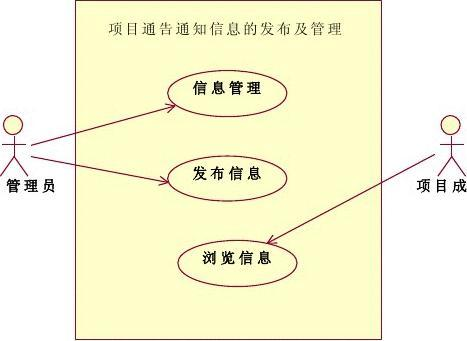 项目通告通知信息的发布及管理
信息管理
发布信息
管理员
项目成
浏览信息